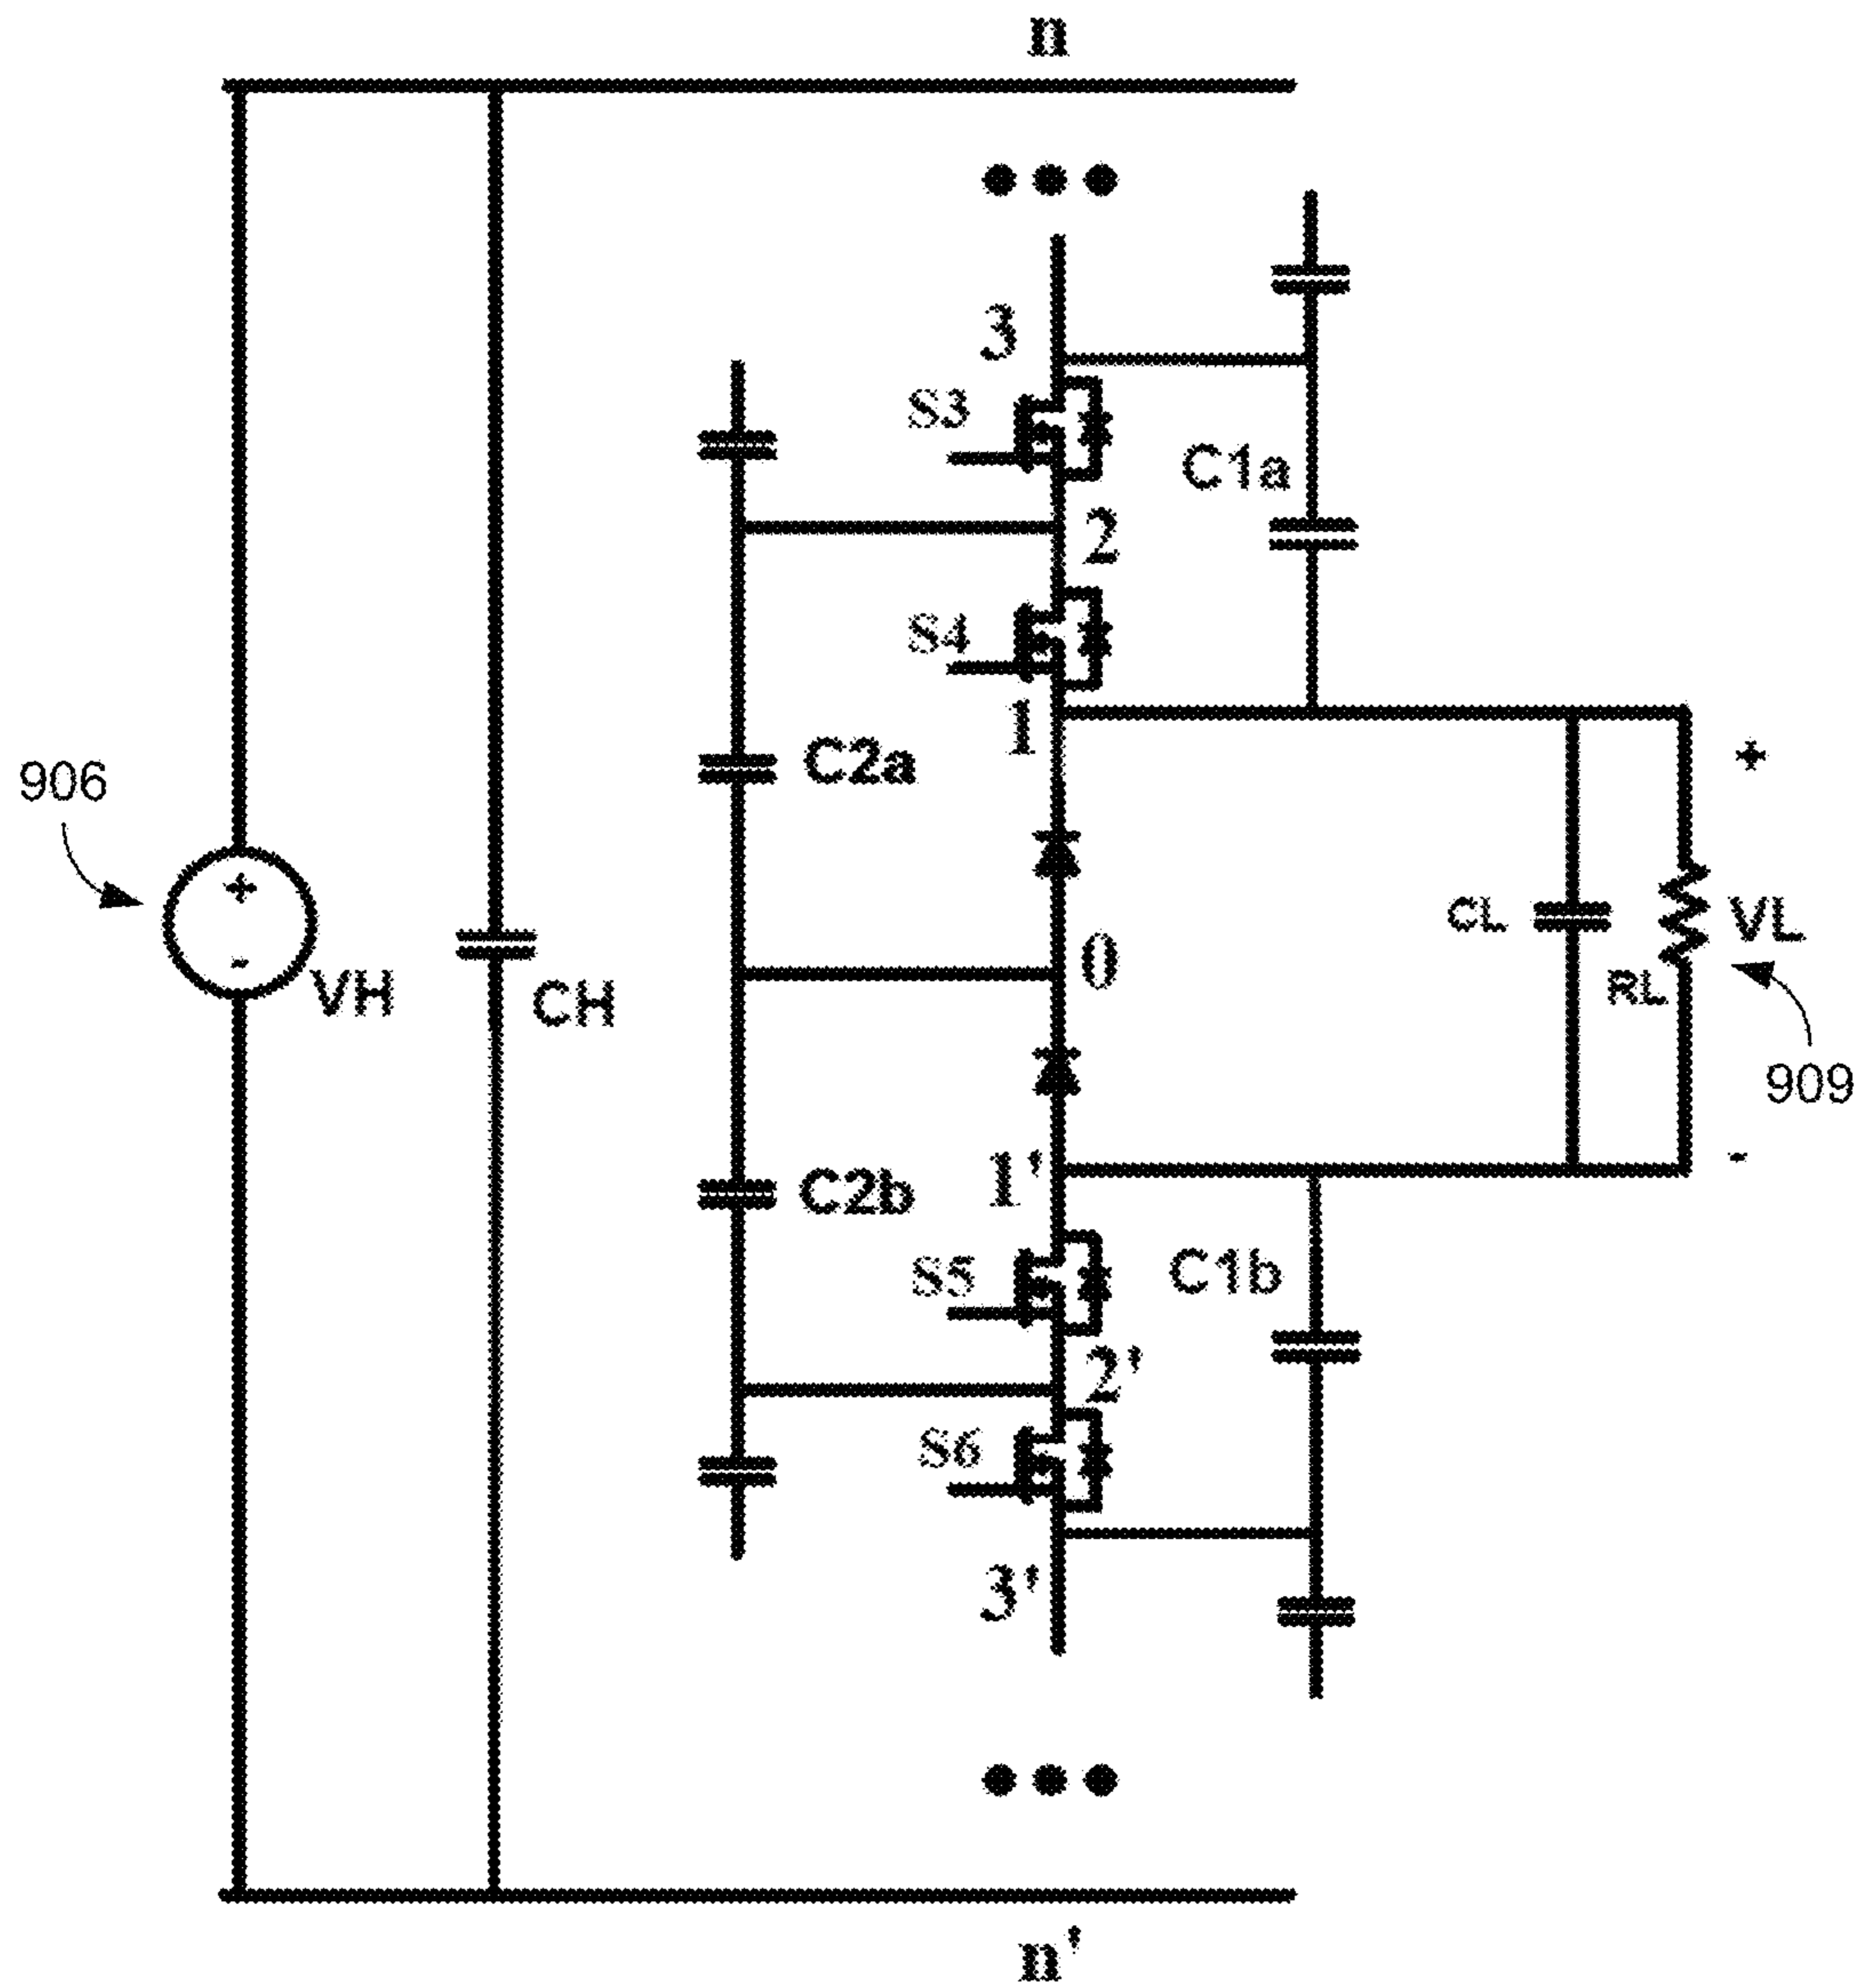 n
3
S3
C1a
2
S4
1
C2a
+
906
+
-
VH
CH
0
CL
VL
RL
909
1'
-
C2b
S5
C1b
2'
S6
3'
n'